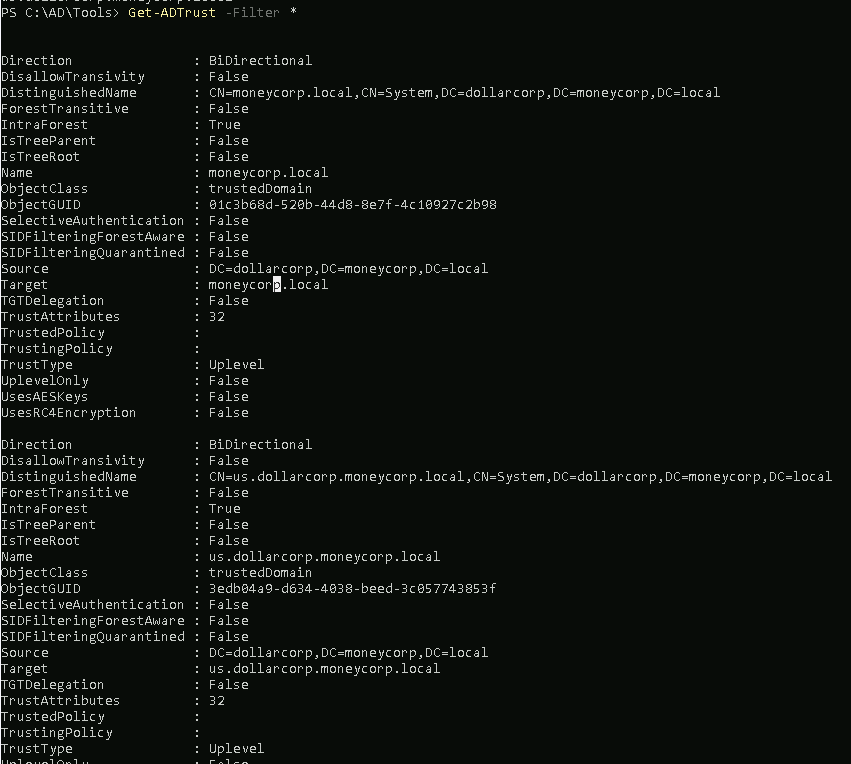 PS C:\AD\Tools> Get-ADTrust -Filter *
Direction : BiDirectional
DisallowTransivity : False
DistinguishedName : CN=moneycorp.local,CN=System,DC=dollarcorp,DC=moneycorp,DC=local
ForestTransitive : False
IntraForest : True
IsTreeParent : False
IsTreeRoot : False
Name : moneycorp.local
ObjectClass : trustedDomain
ObjectGUID : 01c3b68d-520b-44d8-8e7f-4c10927c2b98
SelectiveAuthentication : False
SIDFilteringForestAware : False
SIDFilteringQuarantined : False
Source : DC=dollarcorp,DC=moneycorp,DC=local
Target : moneycorp.local
TGTDelegation : False
TrustAttributes : 32
TrustedPolicy :
TrustingPolicy :
TrustType : Uplevel
UplevelOnly : False
UsesAESKeys : False
UsesRC4Encryption : False
Direction : BiDirectional
DisallowTransivity : False
DistinguishedName : CN=us.dollarcorp.moneycorp.local,CN=System,DC=dollarcorp,DC=moneycorp,DC=local
ForestTransitive : False
IntraForest : True
IsTreeParent : False
IsTreeRoot : False
Name : us.dollarcorp.moneycorp.local
ObjectClass : trustedDomain
ObjectGUID : 3edb04a9-d634-4038-beed-3c057743853f
SelectiveAuthentication : False
SIDFilteringForestAware : False
SIDFilteringQuarantined : False
Source : DC=dollarcorp,DC=moneycorp,DC=local
Target : us.dollarcorp.moneycorp.local
TGTDelegation : False
TrustAttributes : 32
TrustedPolicy :
TrustingPolicy :
TrustType : Uplevel
UplevelOnly : False